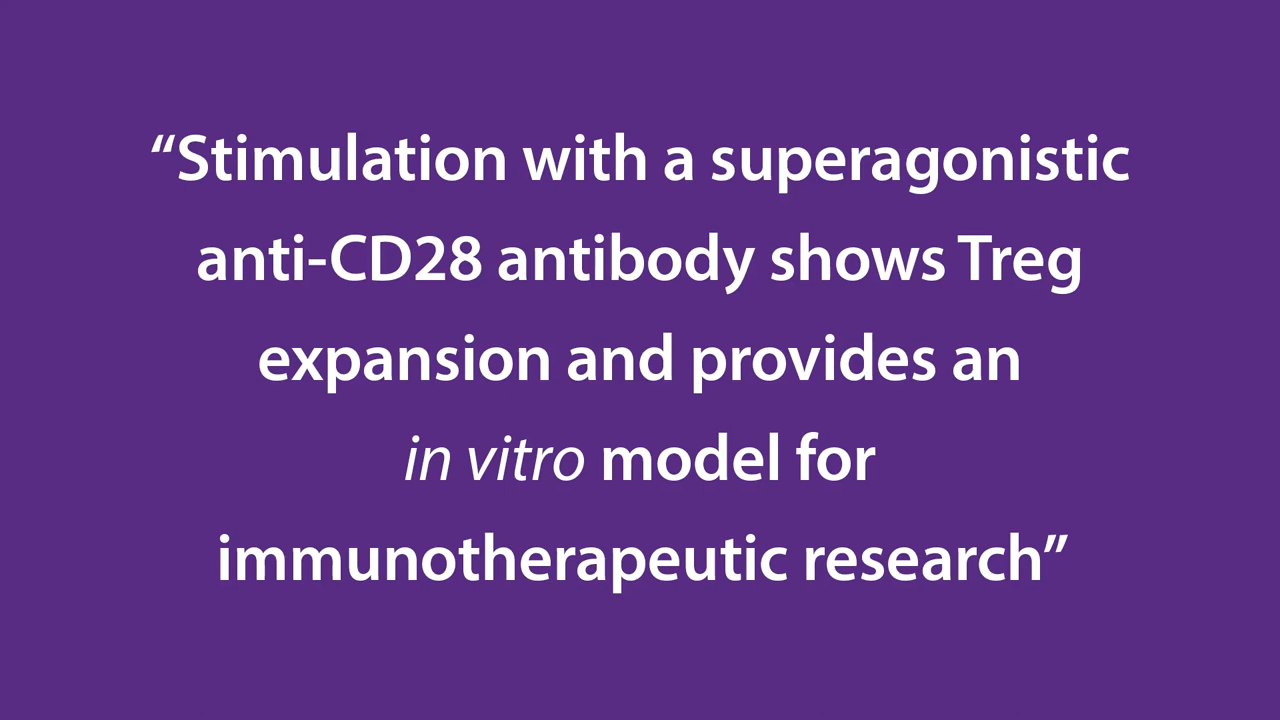 “Stimulation with a superagonistic
anti-CD28 antibody shows Treg
expansion and provides an
in vitro model for
immunotherapeutic research”